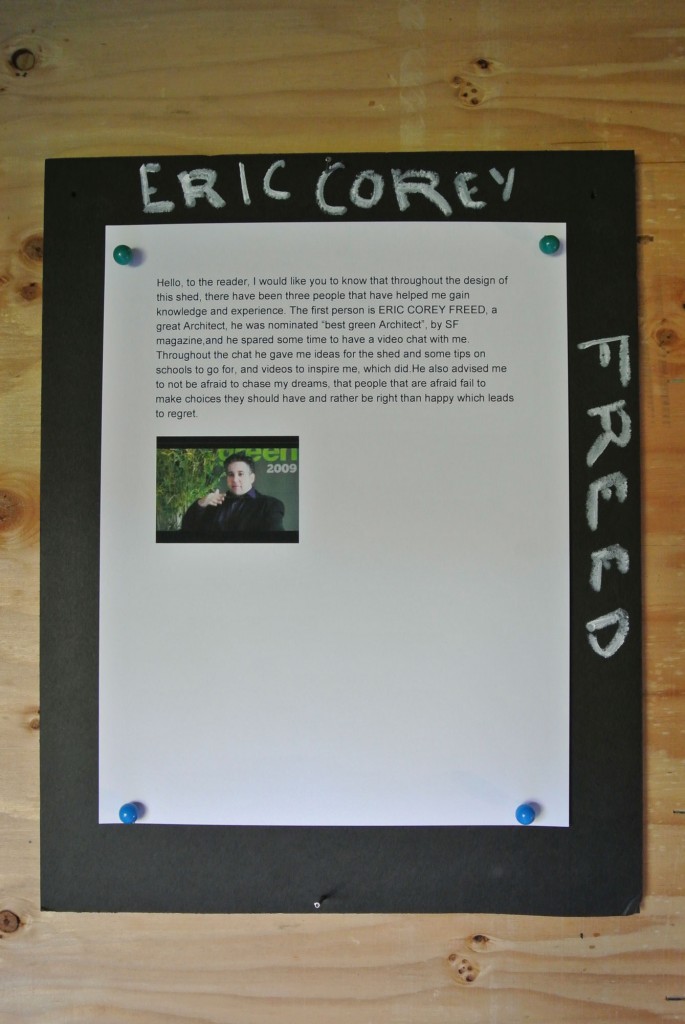 ERIC COREY
FREED
Hello, to the reader, I would like you to know that throughout the design of
this shed, there have been three people that have helped me gain
knowledge and experience. The first person is ERIC COREY FREED, a
great Architect, he was nominated "best green Architect", by SF
magazine,and he spared some time to have a video chat with me.
Throughout the chat he gave me ideas for the shed and some tips on
schools to go for, and videos to inspire me, which did.He also advised me
to not be afraid to chase my dreams, that people that are afraid fail to
make choices they should have and rather be right than happy which leads
to regret.
green
2009